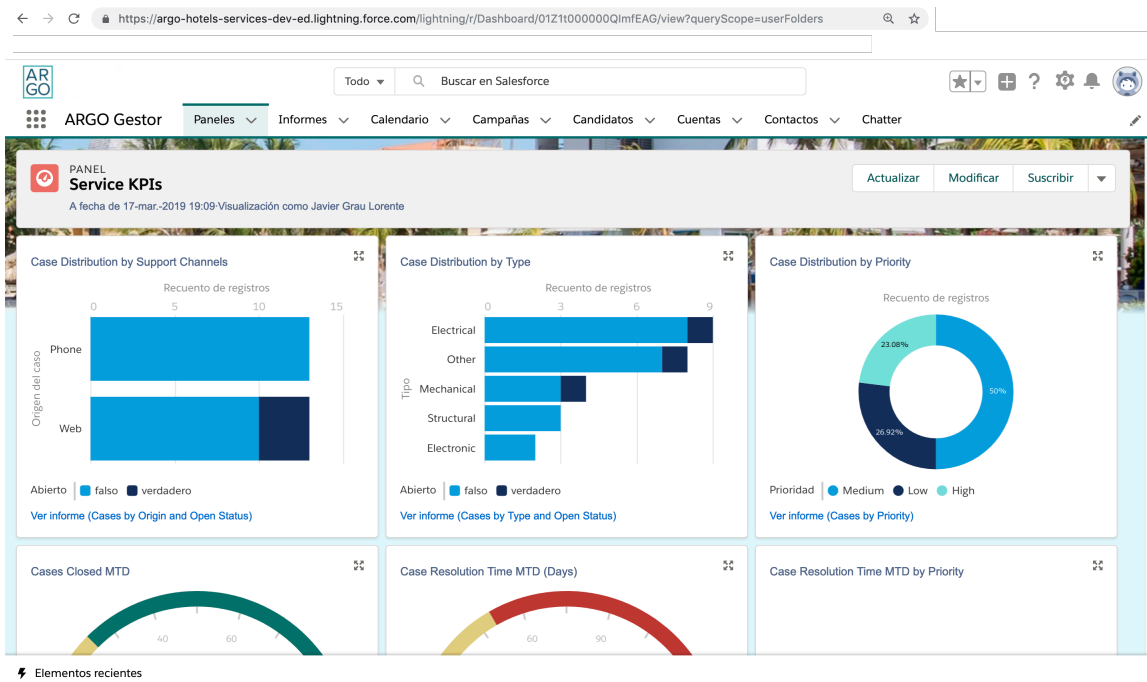 https://argo-hotels-services-dev-ed.lightning.force.com/lightning/r/Dashboard/01Z1t000000QImfEAG/view?queryScope=userFolders
AR
GO
Todo
Buscar en Salesforce
ARGO Gestor
Paneles
Informes
Calendario
Campañas
Candidatos
Cuentas
Contactos
Chatter
PANEL
Service KPIs
A fecha de 17-mar.-2019 19:09·Visualización como Javier Grau Lorente
Actualizar
Modificar
Suscribir
Case Distribution by Support Channels
Recuento de registros
0 5 10 15
Origen del caso
Phone
Web
Abierto falso verdadero
Ver informe (Cases by Origin and Open Status)
Case Distribution by Type
Recuento de registros
0 3 6 9
Tipo
Electrical
Other
Mechanical
Structural
Electronic
Abierto falso verdadero
Ver informe (Cases by Type and Open Status)
Case Distribution by Priority
Recuento de registros
23.08%
50%
26.92%
Prioridad Medium Low High
Ver informe (Cases by Priority)
Cases Closed MTD
40 60
Case Resolution Time MTD (Days)
60 90
Case Resolution Time MTD by Priority
Elementos recientes